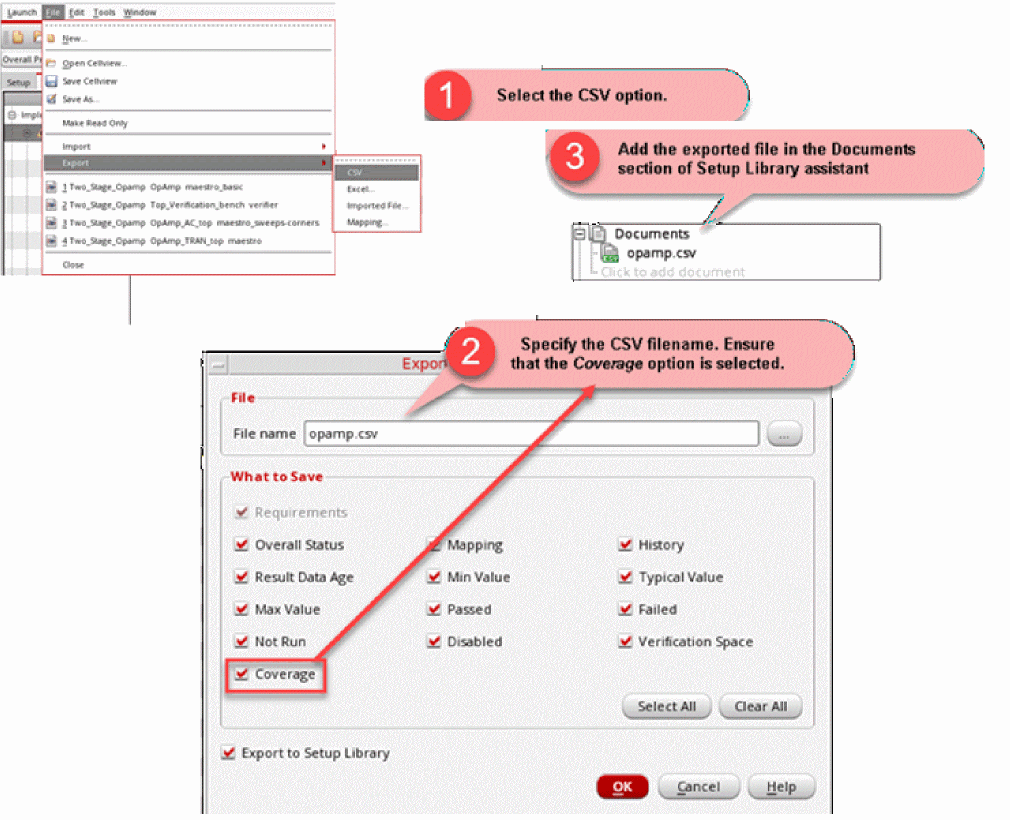 Launch File Edit Tools Window
New...
Overall Pr
Open Cellview...
Setup
Save Cellview
Save As...
Imple
Make Read Only
Import
Export
CSV
Excel...
Imported File...
Mapping...
1 Two_Stage_Opamp OpAmp maestro_basic
2 Two_Stage_Opamp Top_Verification_bench verifier
3 Two_Stage_Opamp OpAmp_AC_top maestro_sweeps-corners
4 Two_Stage_Opamp OpAmp_TRAN_top maestro
Close
1 Select the CSV option.
3 Add the exported file in the Documents
section of Setup Library assistant
Documents
opamp.csv
Click to add document
2 Specify the CSV filename. Ensure
that the Coverage option is selected.
Expor
File
File name opamp.csv ...
What to Save
Requirements
Overall Status Mapping History
Result Data Age Min Value Typical Value
Max Value Passed Failed
Not Run Disabled Verification Space
Coverage
Select All Clear All
Export to Setup Library
OK Cancel Help